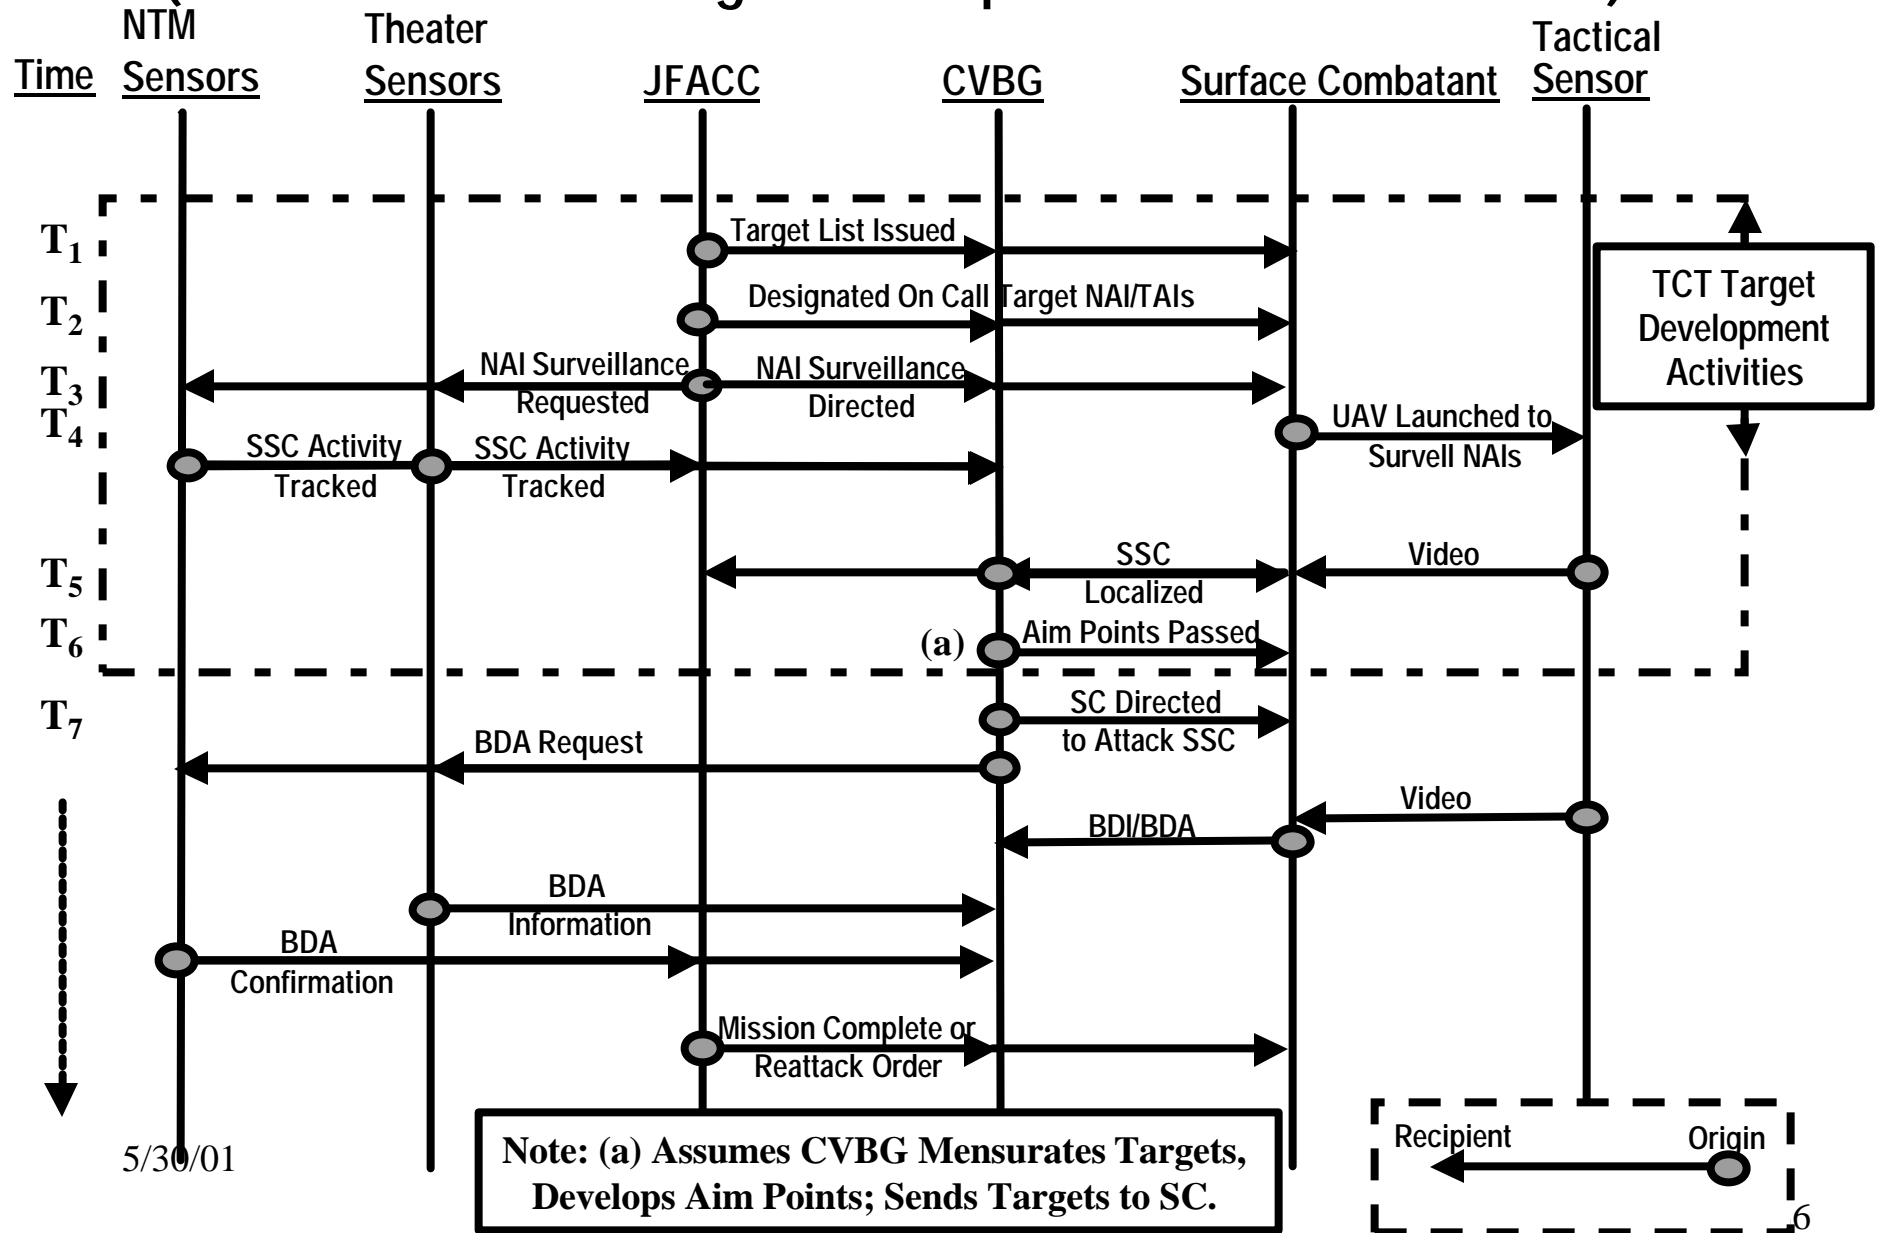 NTM
Sensors
Theater
Sensors
Time
JFACC
CVBG
Surface Combatant
Tactical
Sensor
T1
Target List Issued
T2
Designated On Call Target NAI/TAIs
TCT Target
Development
Activities
T3
NAI Surveillance
Requested
NAI Surveillance
Directed
T4
UAV Launched to
Survell NAIs
SSC Activity
Tracked
SSC Activity
Tracked
T5
SSC
Localized
Video
T6
(a)
Aim Points Passed
T7
SC Directed
to Attack SSC
BDA Request
Video
BDI/BDA
BDA
Information
BDA
Confirmation
Mission Complete or
Reattack Order
Note: (a) Assumes CVBG Mensurates Targets,
Develops Aim Points; Sends Targets to SC.
Recipient
Origin
5/30/01
6